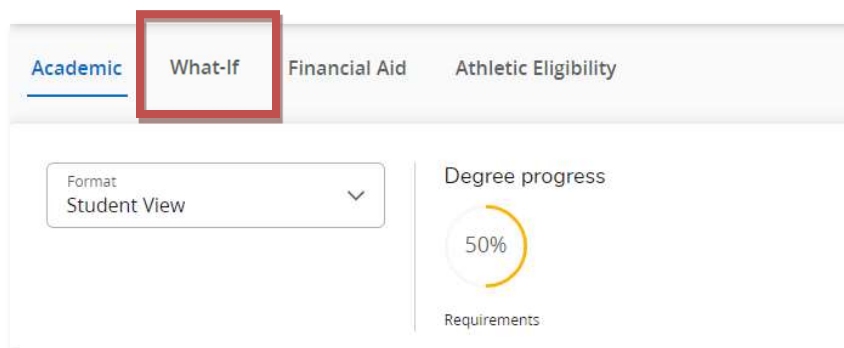 Academic What-If Financial Aid Athletic Eligibility
Format
Student View
Degree progress
50%
Requirements